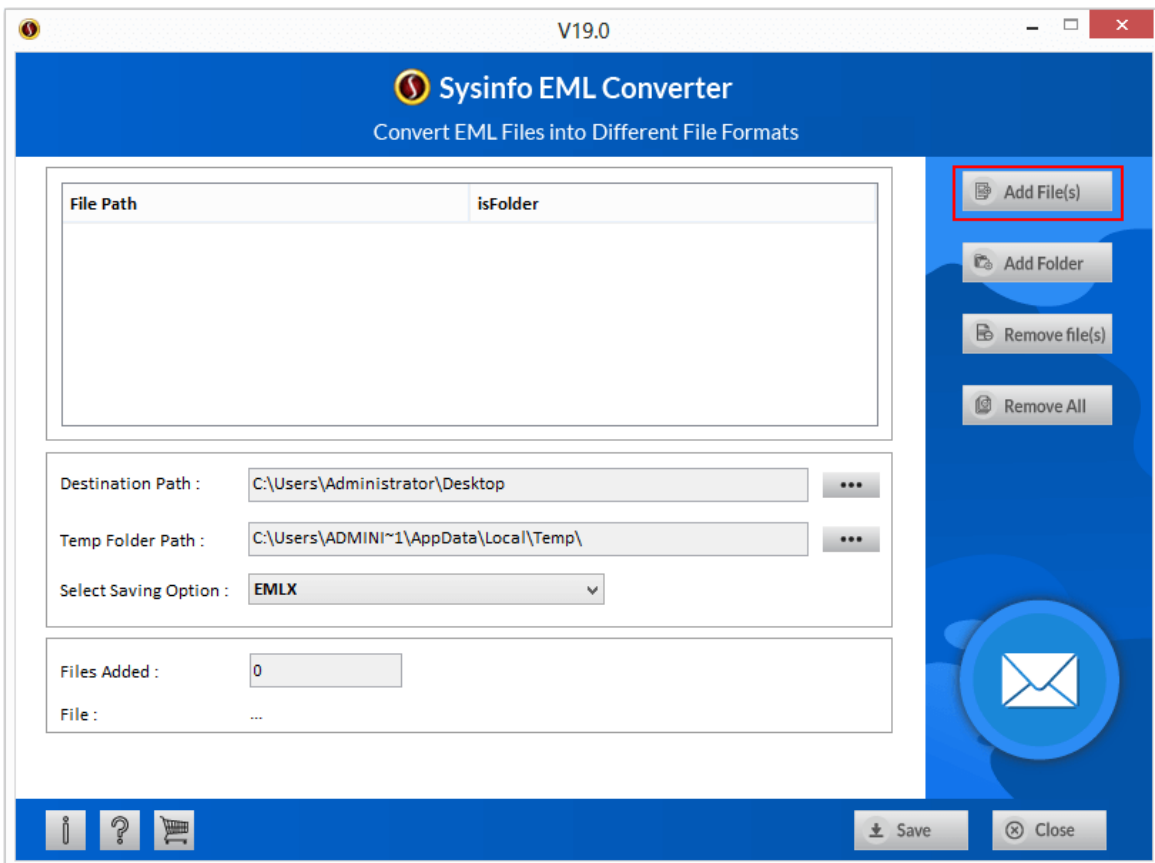 V19.0
Sysinfo EML Converter
Convert EML Files into Different File Formats
File Path isFolder
Add File(s)
Add Folder
Remove file(s)
Remove All
Destination Path : C:\Users\Administrator\Desktop •••
Temp Folder Path : C:\Users\ADMINI~1\AppData\Local\Temp\ •••
Select Saving Option : EMLX
Files Added : 0
File : ...
Save Close